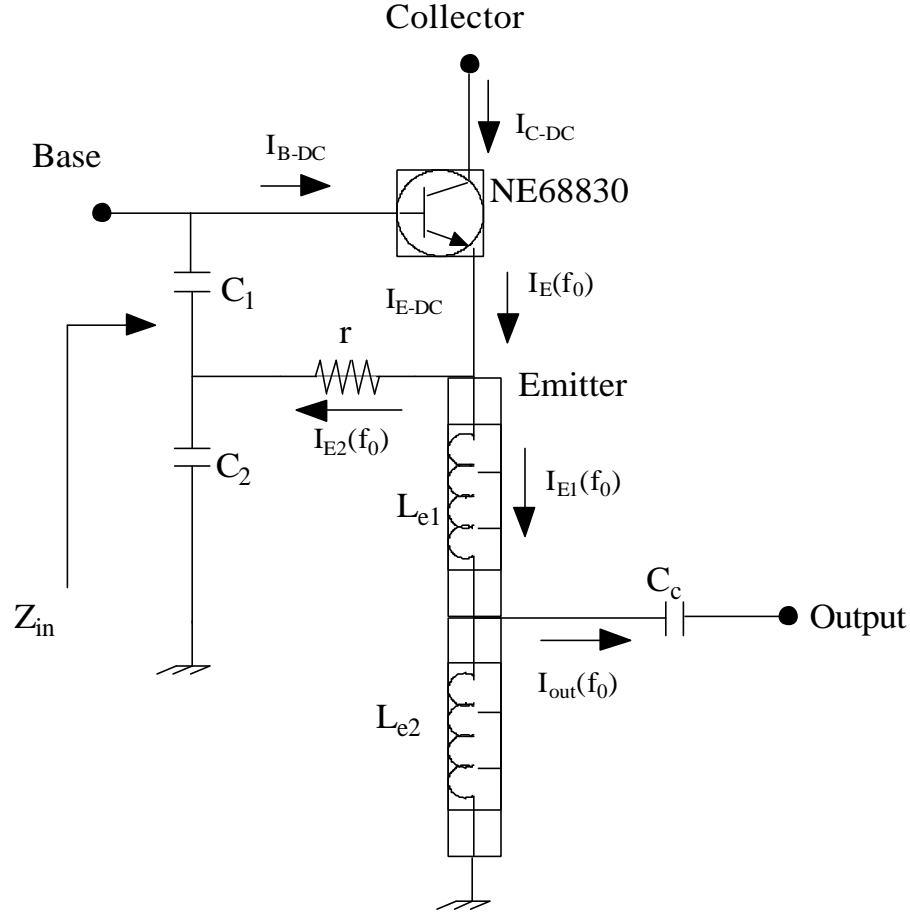 Collector
I_C-DC
I_B-DC
Base
NE68830
C_1
I_E-DC
I_E(f_0)
r
Emitter
I_E2(f_0)
C_2
I_E1(f_0)
L_e1
C_c
Z_in
Output
I_out(f_0)
L_e2